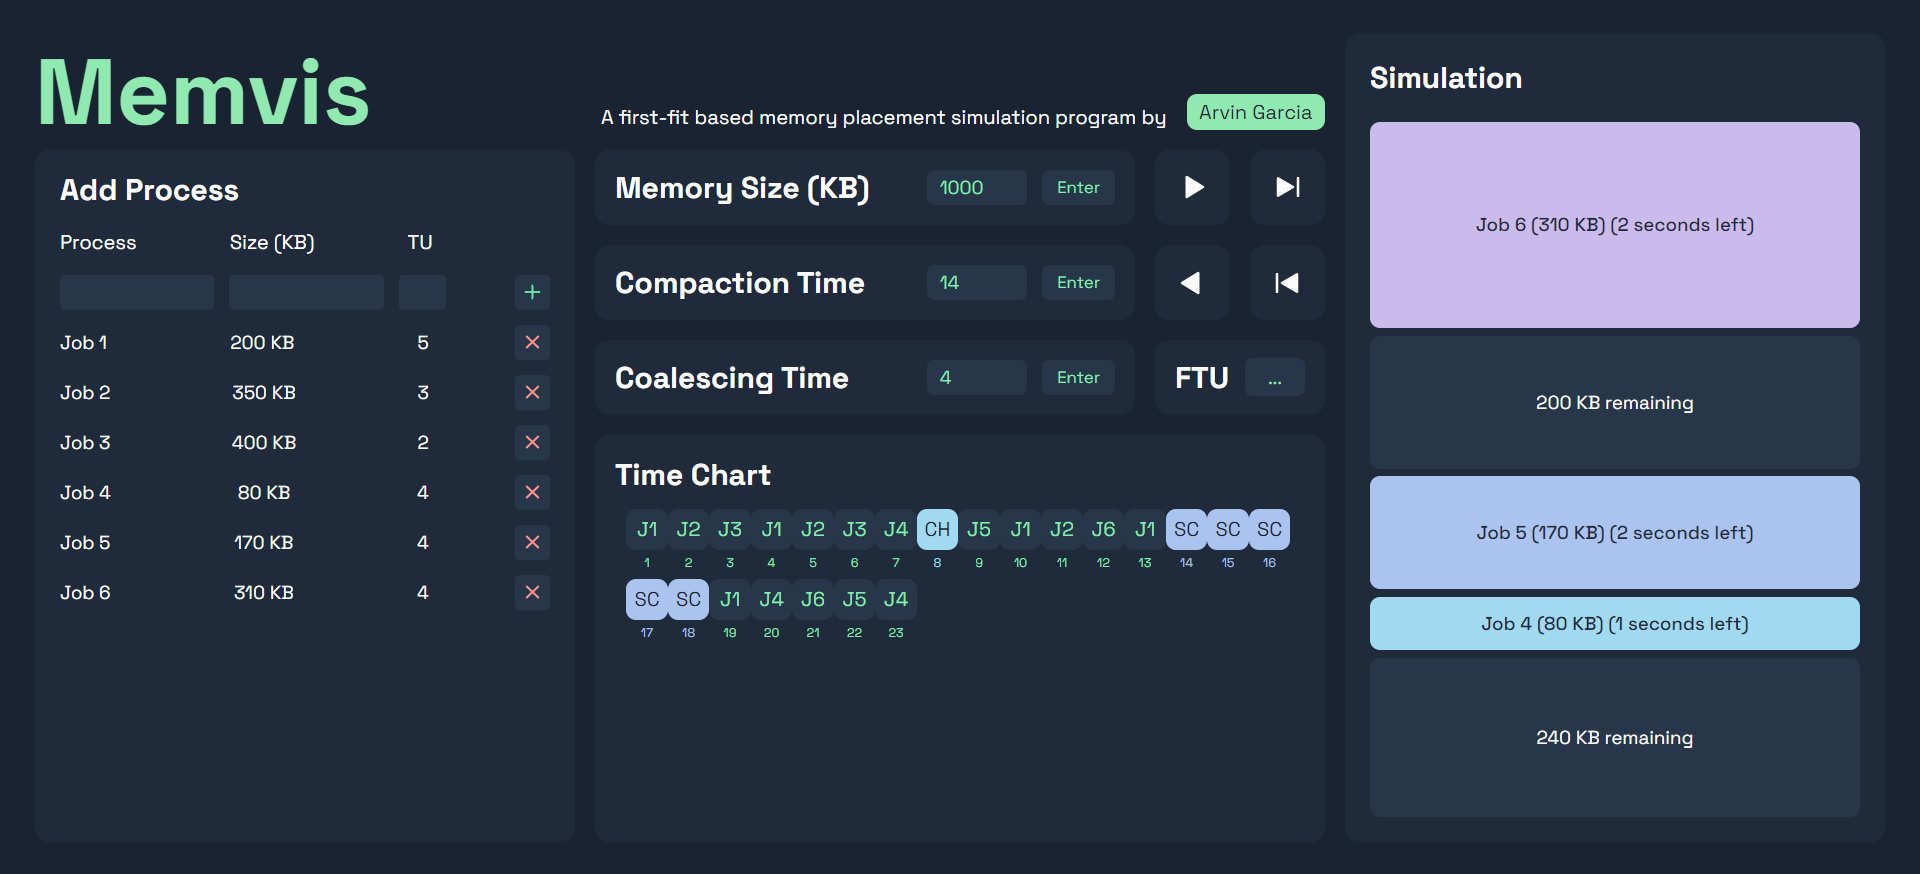 Memvis
A first-fit based memory placement simulation program by Arvin Garcia
Add Process
Process Size (KB) TU
Job 1 200 KB 5
Job 2 350 KB 3
Job 3 400 KB 2
Job 4 80 KB 4
Job 5 170 KB 4
Job 6 310 KB 4
Memory Size (KB) 1000 Enter
Compaction Time 14 Enter
Coalescing Time 4 Enter
FTU ...
Time Chart
J1 J2 J3 J1 J2 J3 J4 CH J5 J1 J2 J6 J1 SC SC SC
1 2 3 4 5 6 7 8 9 10 11 12 13 14 15 16
SC SC J1 J4 J6 J5 J4
17 18 19 20 21 22 23
Simulation
Job 6 (310 KB) (2 seconds left)
200 KB remaining
Job 5 (170 KB) (2 seconds left)
Job 4 (80 KB) (1 seconds left)
240 KB remaining